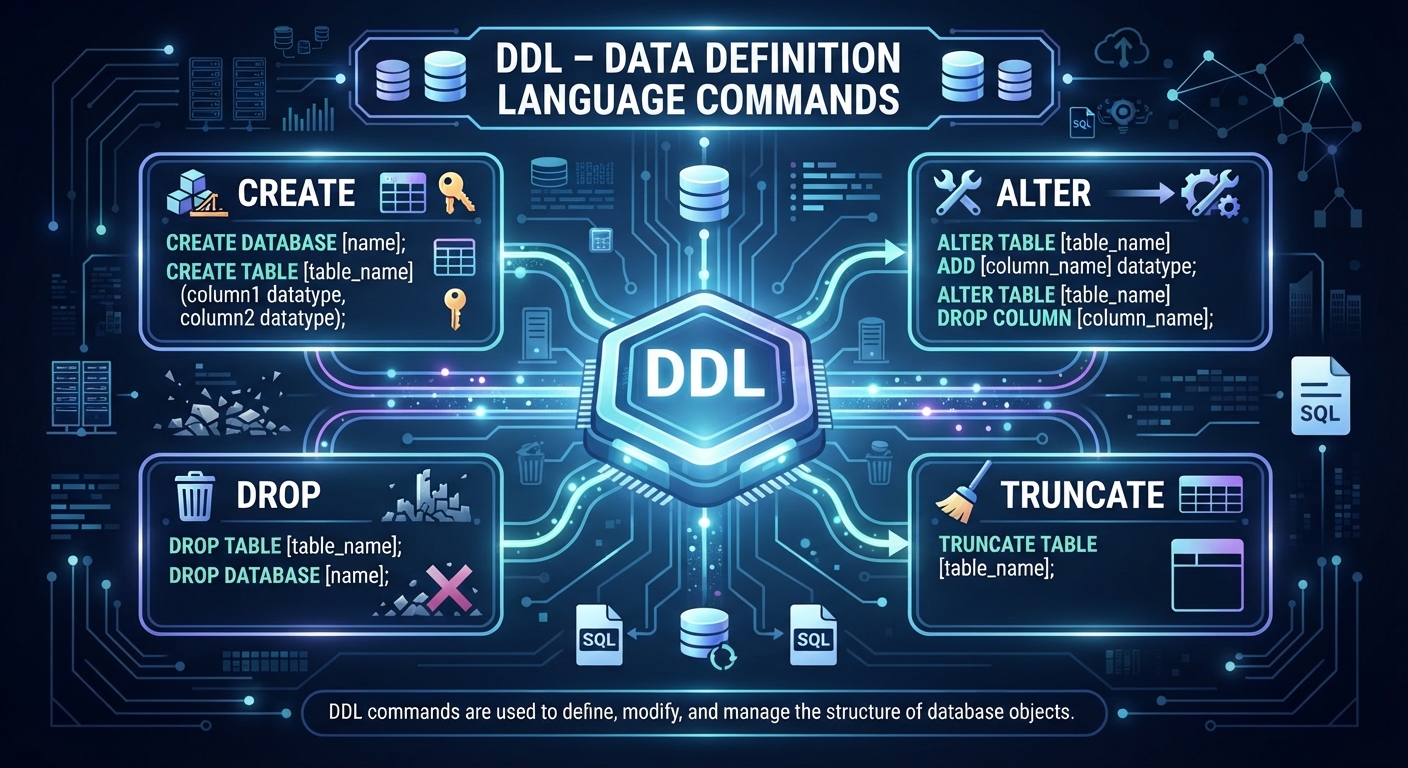 DDL – DATA DEFINITION
LANGUAGE COMMANDS
SQL
CREATE
CREATE DATABASE [name];
CREATE TABLE [table_name]
(column1 datatype,
column2 datatype);
ALTER
ALTER TABLE [table_name]
ADD [column_name] datatype;
ALTER TABLE [table_name]
DROP COLUMN [column_name];
DDL
SQL
DROP
DROP TABLE [table_name];
DROP DATABASE [name];
TRUNCATE
TRUNCATE TABLE
[table_name];
SQL
SQL
DDL commands are used to define, modify, and manage the structure of database objects.